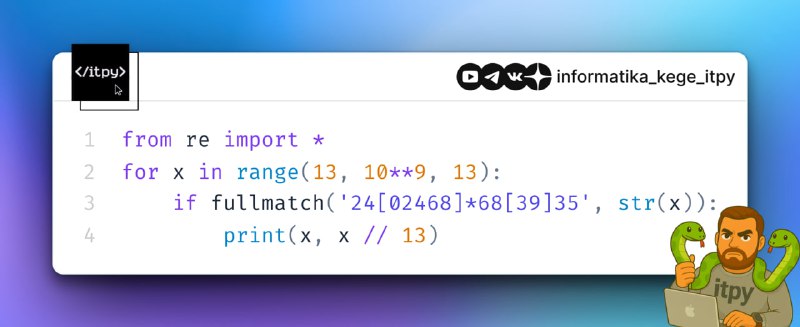 </itpy>
informatika_kege_itpy
1 from re import *
2 for x in range(13, 10**9, 13):
3     if fullmatch('24[02468]*68[39]35', str(x)):
4         print(x, x // 13)
itpy